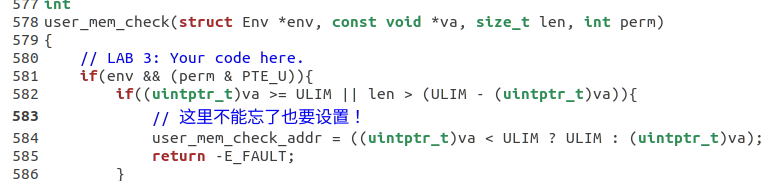 577 int
578 user_mem_check(struct Env *env, const void *va, size_t len, int perm)
579 {
580     // LAB 3: Your code here.
581     if(env && (perm & PTE_U)){
582         if((uintptr_t)va >= ULIM || len > (ULIM - (uintptr_t)va)){
583             // 这里不能忘了也要设置！
584             user_mem_check_addr = ((uintptr_t)va < ULIM ? ULIM : (uintptr_t)va);
585             return -E_FAULT;
586         }